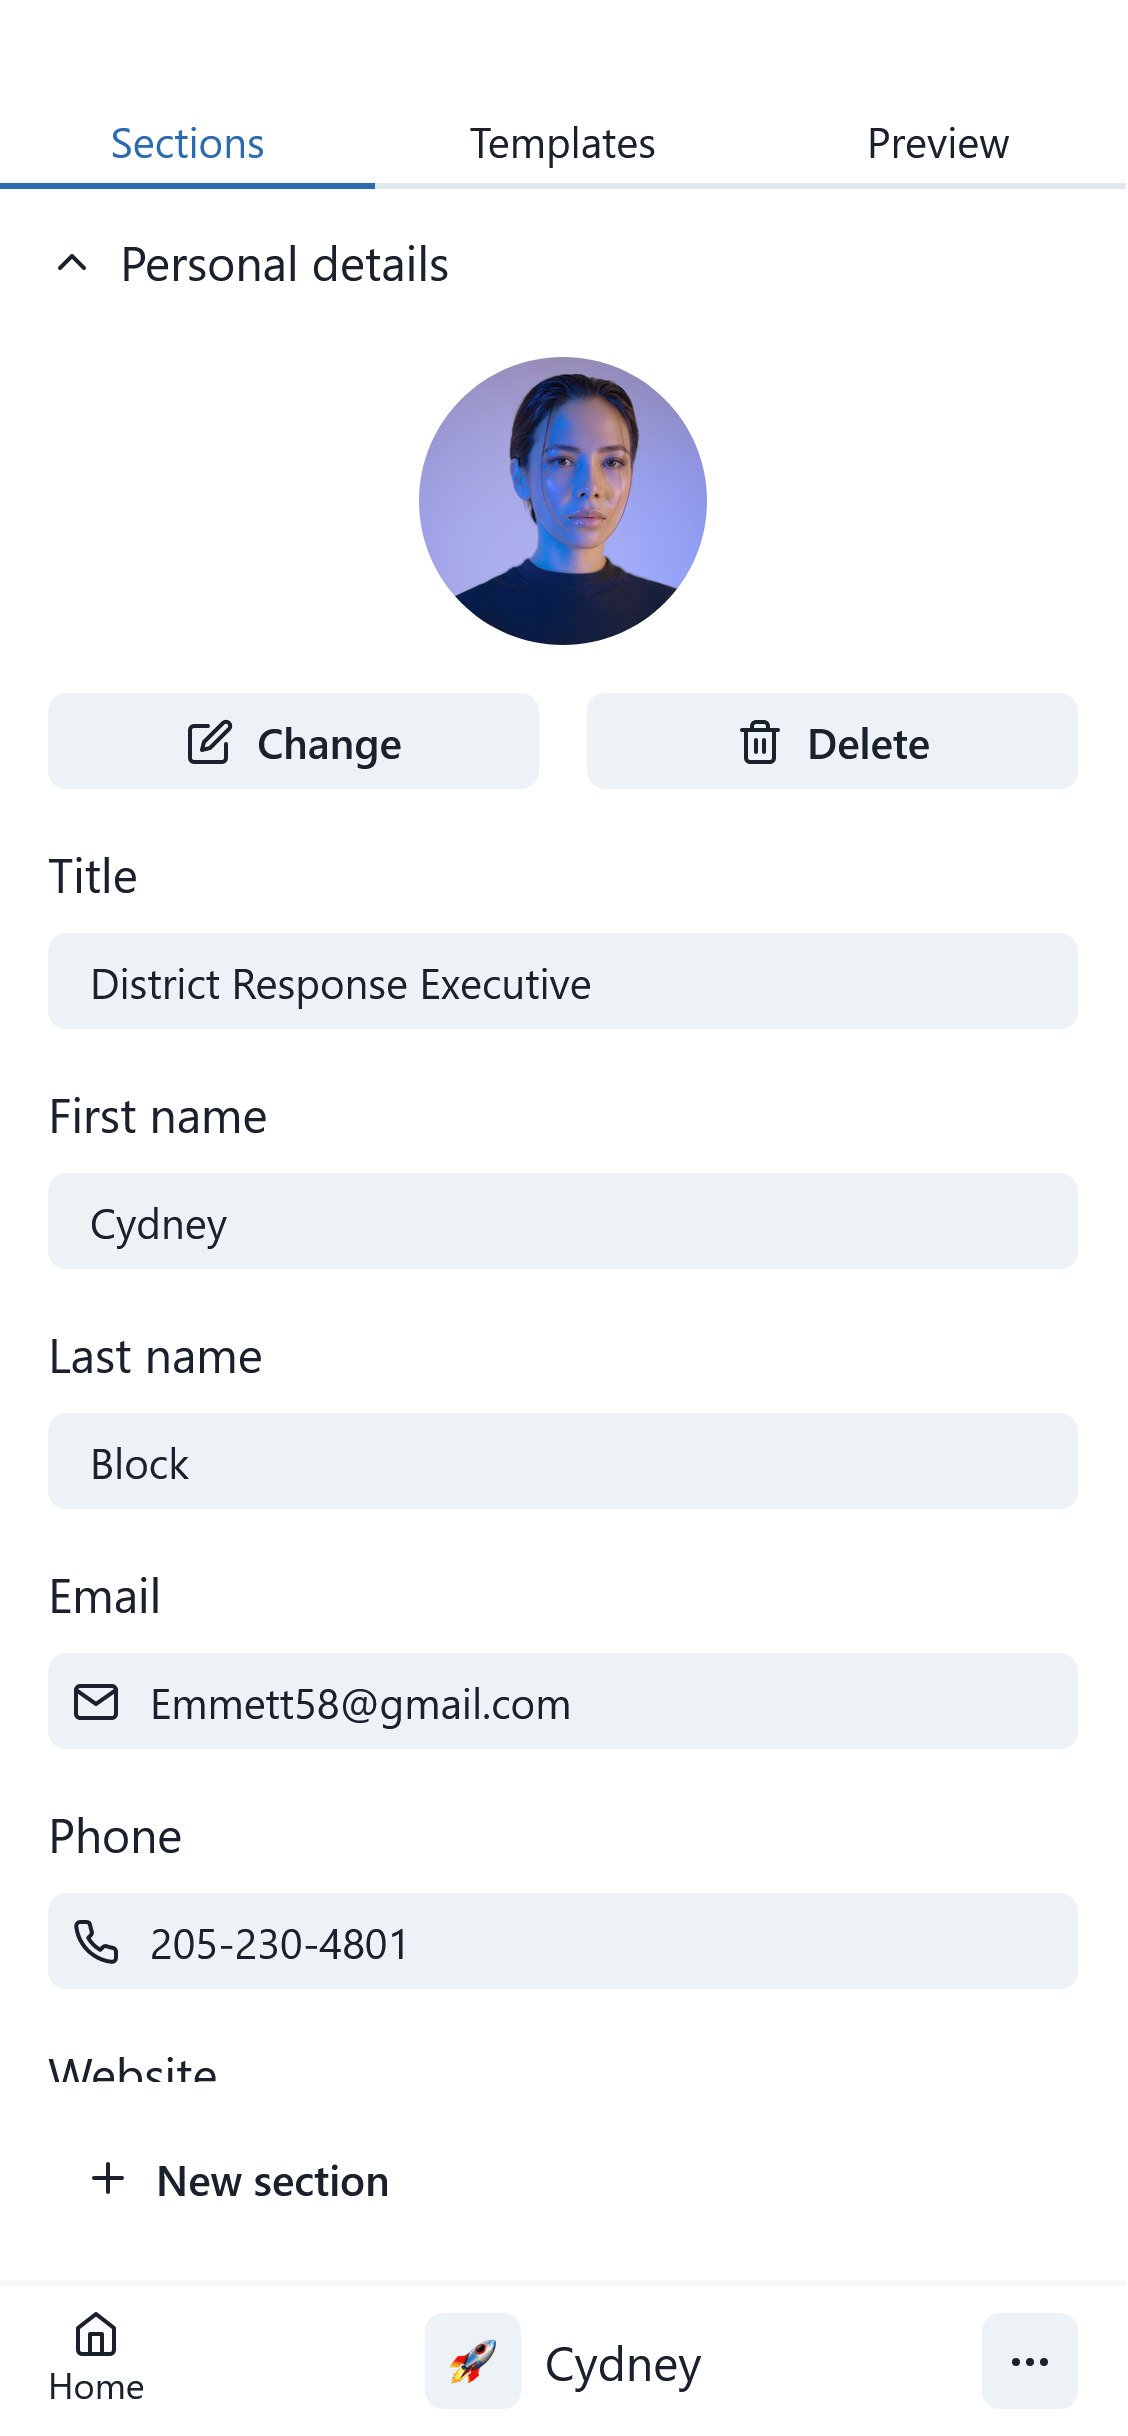 Sections
Templates
Preview
Personal details
Change
Delete
Title
District Response Executive
First name
Cydney
Last name
Block
Email
Emmett58@gmail.com
Phone
205-230-4801
Website
New section
Home
Cydney